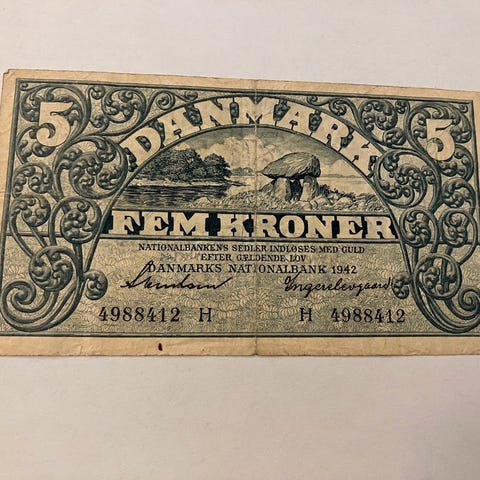 5 DANMARK 5
FEM KRONER
NATIONALBANKENS SEDLER INDLØSES MED GULD
EFTER GÆLDENDE LOV
DANMARKS NATIONALBANK 1942
4988412 H H 4988412